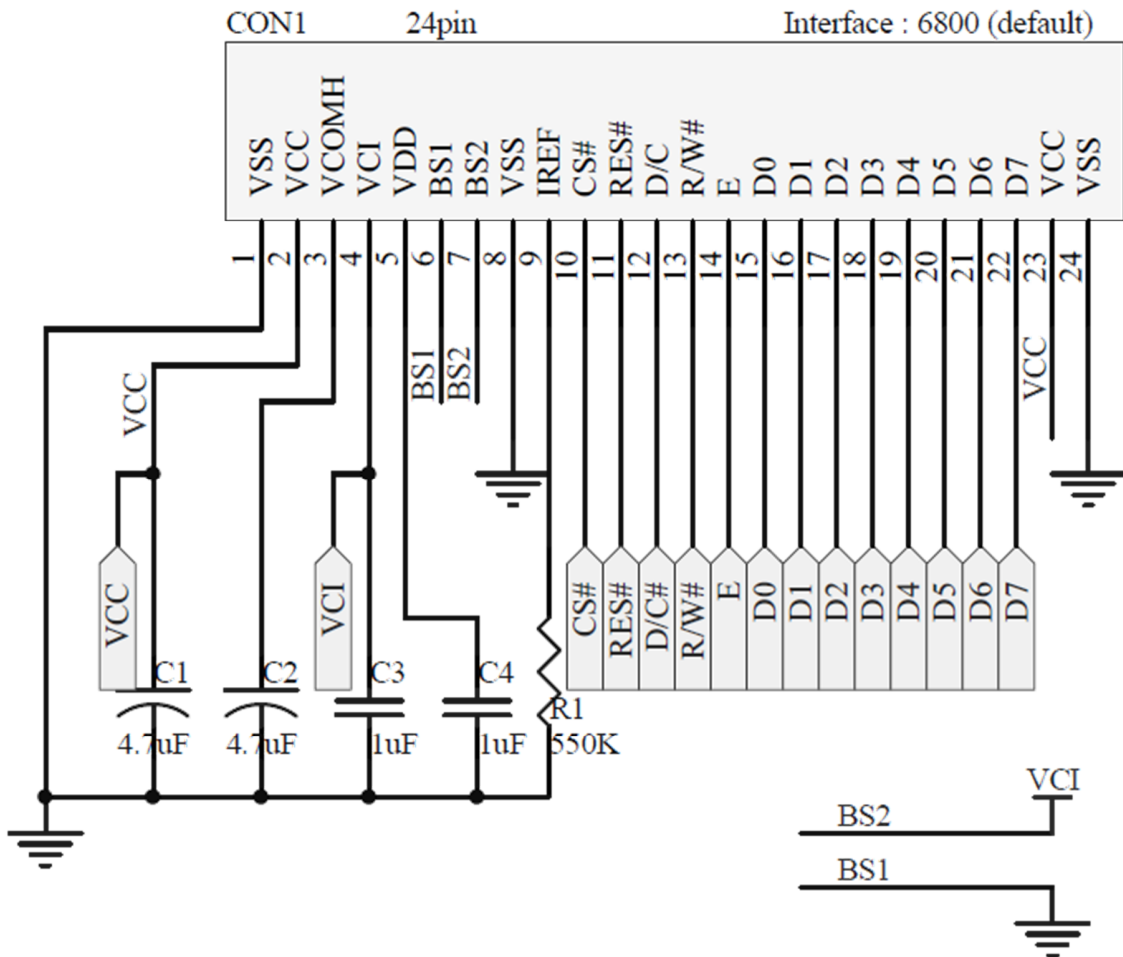 CON1 24pin Interface : 6800 (default)
VSS
VCC
VCOMH
VCI
VDD
BS1
BS2
VSS
IREF
CS#
RES#
D/C
R/W#
E
D0
D1
D2
D3
D4
D5
D6
D7
VCC
VSS
1
2
3
4
5
6
7
8
9
10
11
12
13
14
15
16
17
18
19
20
21
22
23
24
VCC
BS1
BS2
VCC
VCC
VCI
CS#
RES#
D/C#
R/W#
E
D0
D1
D2
D3
D4
D5
D6
D7
C1
4.7uF
C2
4.7uF
C3
1uF
C4
1uF
R1
550K
VCI
BS2
BS1